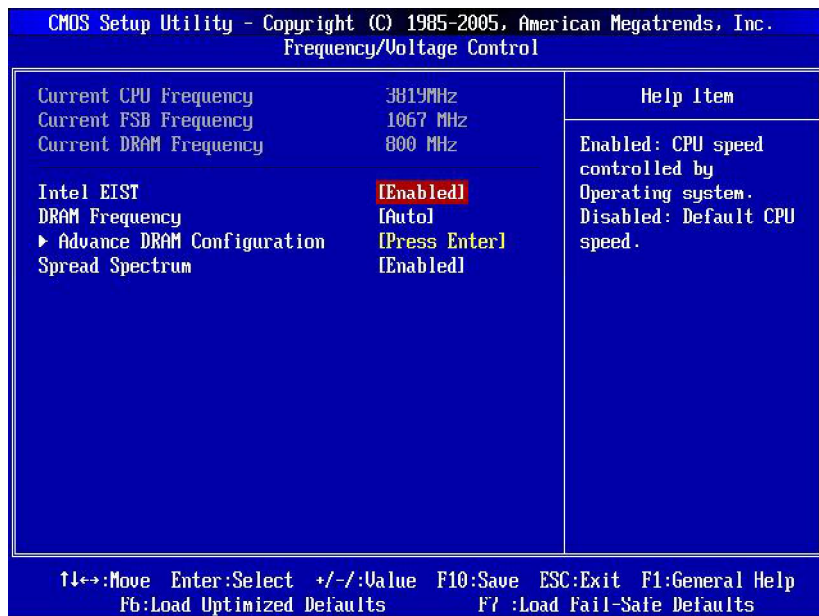 CMOS Setup Utility - Copyright (C) 1985-2005, American Megatrends, Inc.
Frequency/Voltage Control
Current CPU Frequency 3819MHz
Current FSB Frequency 1067 MHz
Current DRAM Frequency 800 MHz
Intel EIST [Enabled]
DRAM Frequency [Auto]
▶ Advance DRAM Configuration [Press Enter]
Spread Spectrum [Enabled]
Help Item
Enabled: CPU speed
controlled by
Operating system.
Disabled: Default CPU
speed.
↑↓←→:Move Enter:Select +/-/:Value F10:Save ESC:Exit F1:General Help
F6:Load Optimized Defaults F7 :Load Fail-Safe Defaults